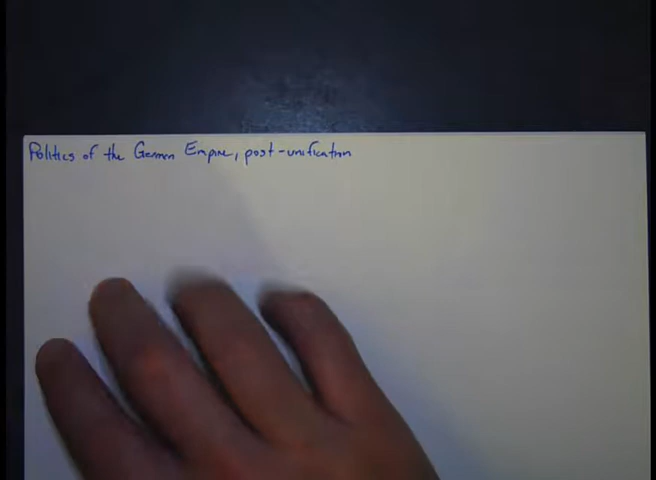 Politics of the German Empire, post-unification